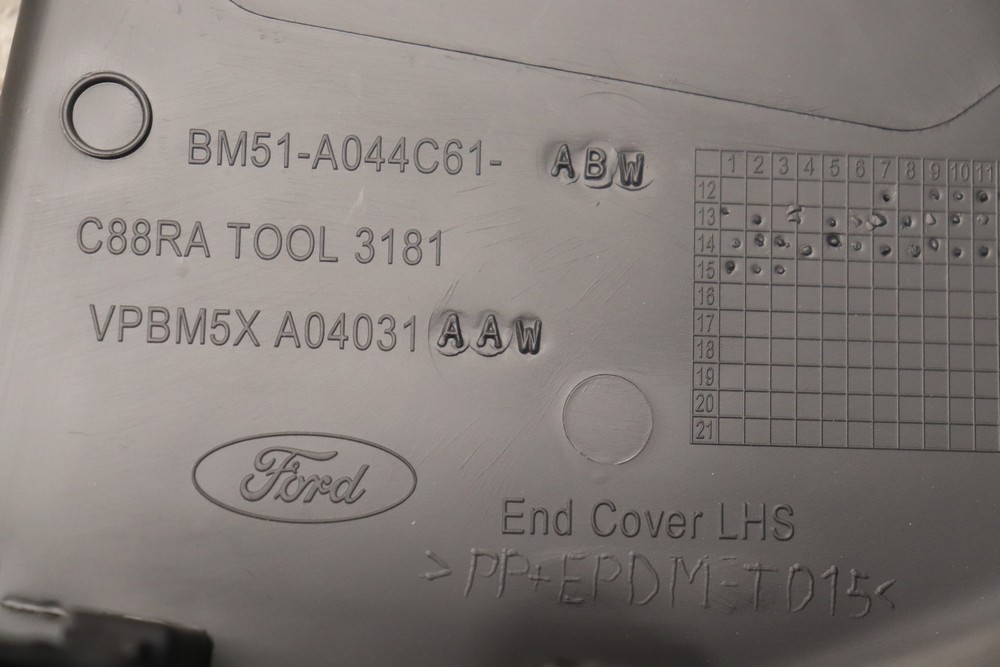 BM51-A044C61- ABW
C88RA TOOL 3181
VPBM5X A04031 AAW
Ford
End Cover LHS
>PP+EPDM-TD15<
1 2 3 4 5 6 7 8 9 10 11
12
13
14
15
16
17
18
19
20
21